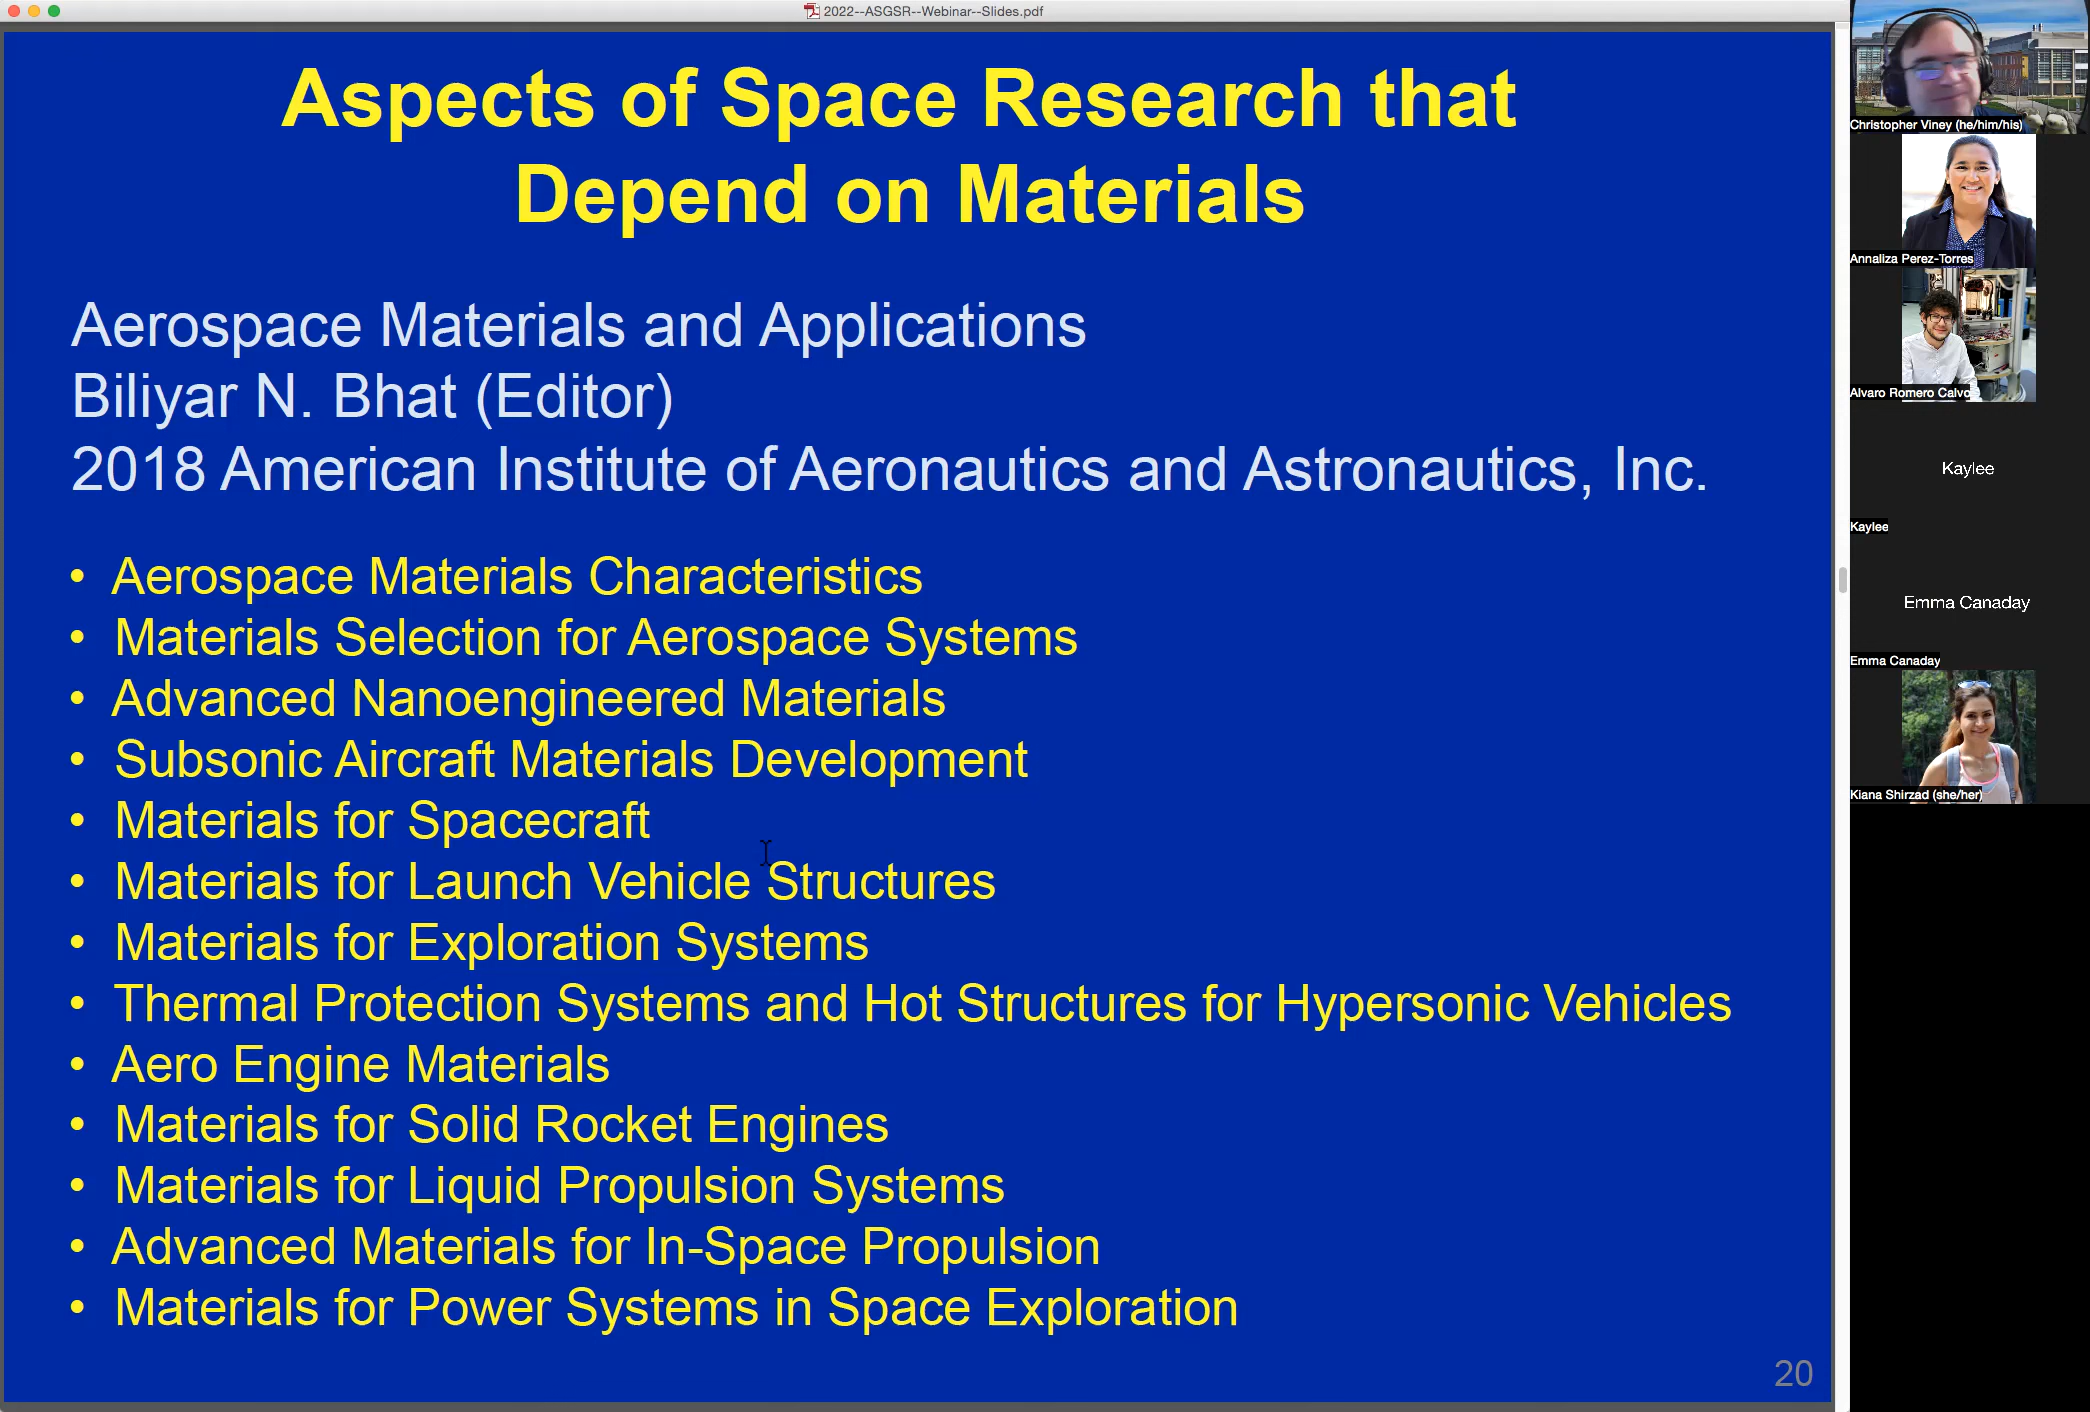 2022--ASGSR--Webinar--Slides.pdf
Aspects of Space Research that
Depend on Materials
Aerospace Materials and Applications
Biliyar N. Bhat (Editor)
2018 American Institute of Aeronautics and Astronautics, Inc.
• Aerospace Materials Characteristics
• Materials Selection for Aerospace Systems
• Advanced Nanoengineered Materials
• Subsonic Aircraft Materials Development
• Materials for Spacecraft
• Materials for Launch Vehicle Structures
• Materials for Exploration Systems
• Thermal Protection Systems and Hot Structures for Hypersonic Vehicles
• Aero Engine Materials
• Materials for Solid Rocket Engines
• Materials for Liquid Propulsion Systems
• Advanced Materials for In-Space Propulsion
• Materials for Power Systems in Space Exploration
20
Christopher Viney (he/him/his)
Annaliza Perez-Torres
Alvaro Romero Calvo
Kaylee
Kaylee
Emma Canaday
Emma Canaday
Kiana Shirzad (she/her)